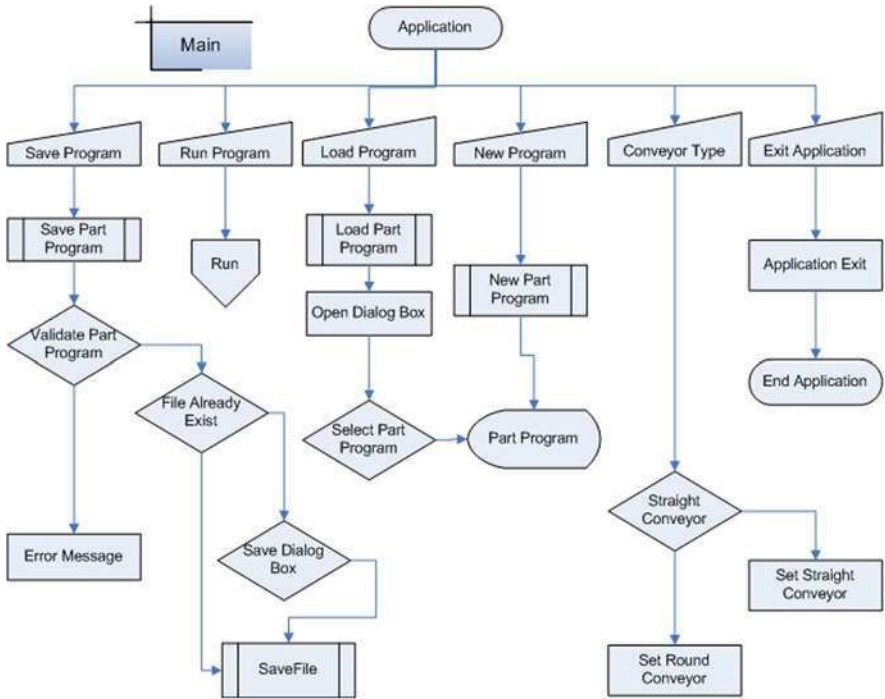 Main
Application
Save Program
Run Program
Load Program
New Program
Conveyor Type
Exit Application
Save Part
Program
Run
Load Part
Program
New Part
Program
Application Exit
Open Dialog Box
Validate Part
Program
File Already
Exist
Select Part
Program
Part Program
End Application
Straight
Conveyor
Error Message
Save Dialog
Box
Set Straight
Conveyor
SaveFile
Set Round
Conveyor